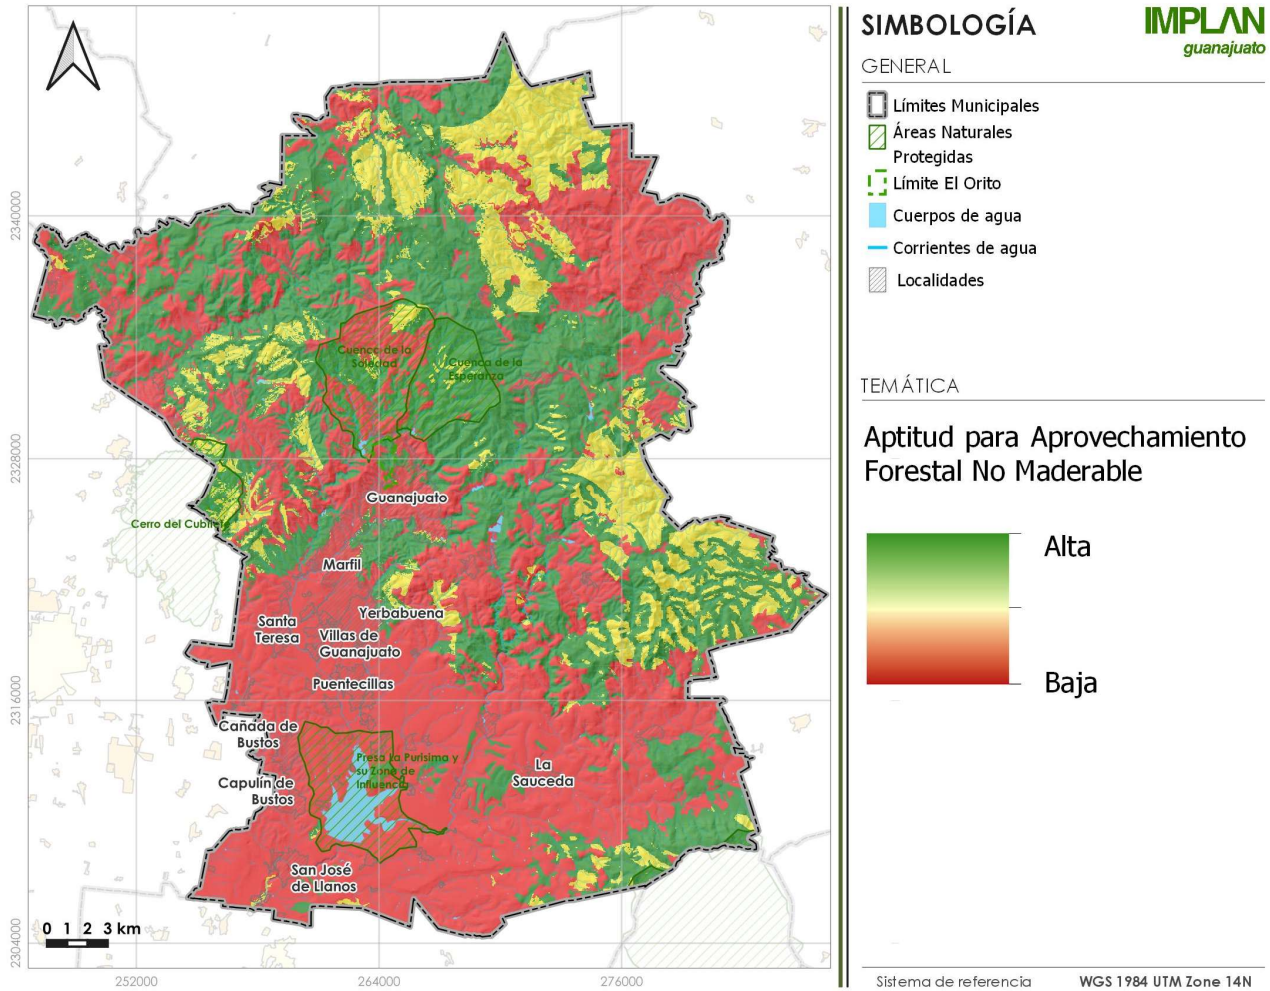 SIMBOLOGÍA
IMPLAN
guanajuato
GENERAL
Límites Municipales
Áreas Naturales
Protegidas
Límite El Orito
Cuerpos de agua
Corrientes de agua
Localidades
TEMÁTICA
Aptitud para Aprovechamiento
Forestal No Maderable
Alta
Baja
Sistema de referencia
WGS 1984 UTM Zone 14N
2340000
2328000
2316000
2304000
252000
264000
276000
0 1 2 3 km
Cuenca de la
Soledad
Cuenca de la
Esperanza
Cerro del Cubilete
Guanajuato
Marfil
Yerbabuena
Santa
Teresa
Villas de
Guanajuato
Puentecillas
Cañada de
Bustos
Presa La Purísima y
su Zona de
Influencia
Capulín de
Bustos
La
Sauceda
San José
de Llanos